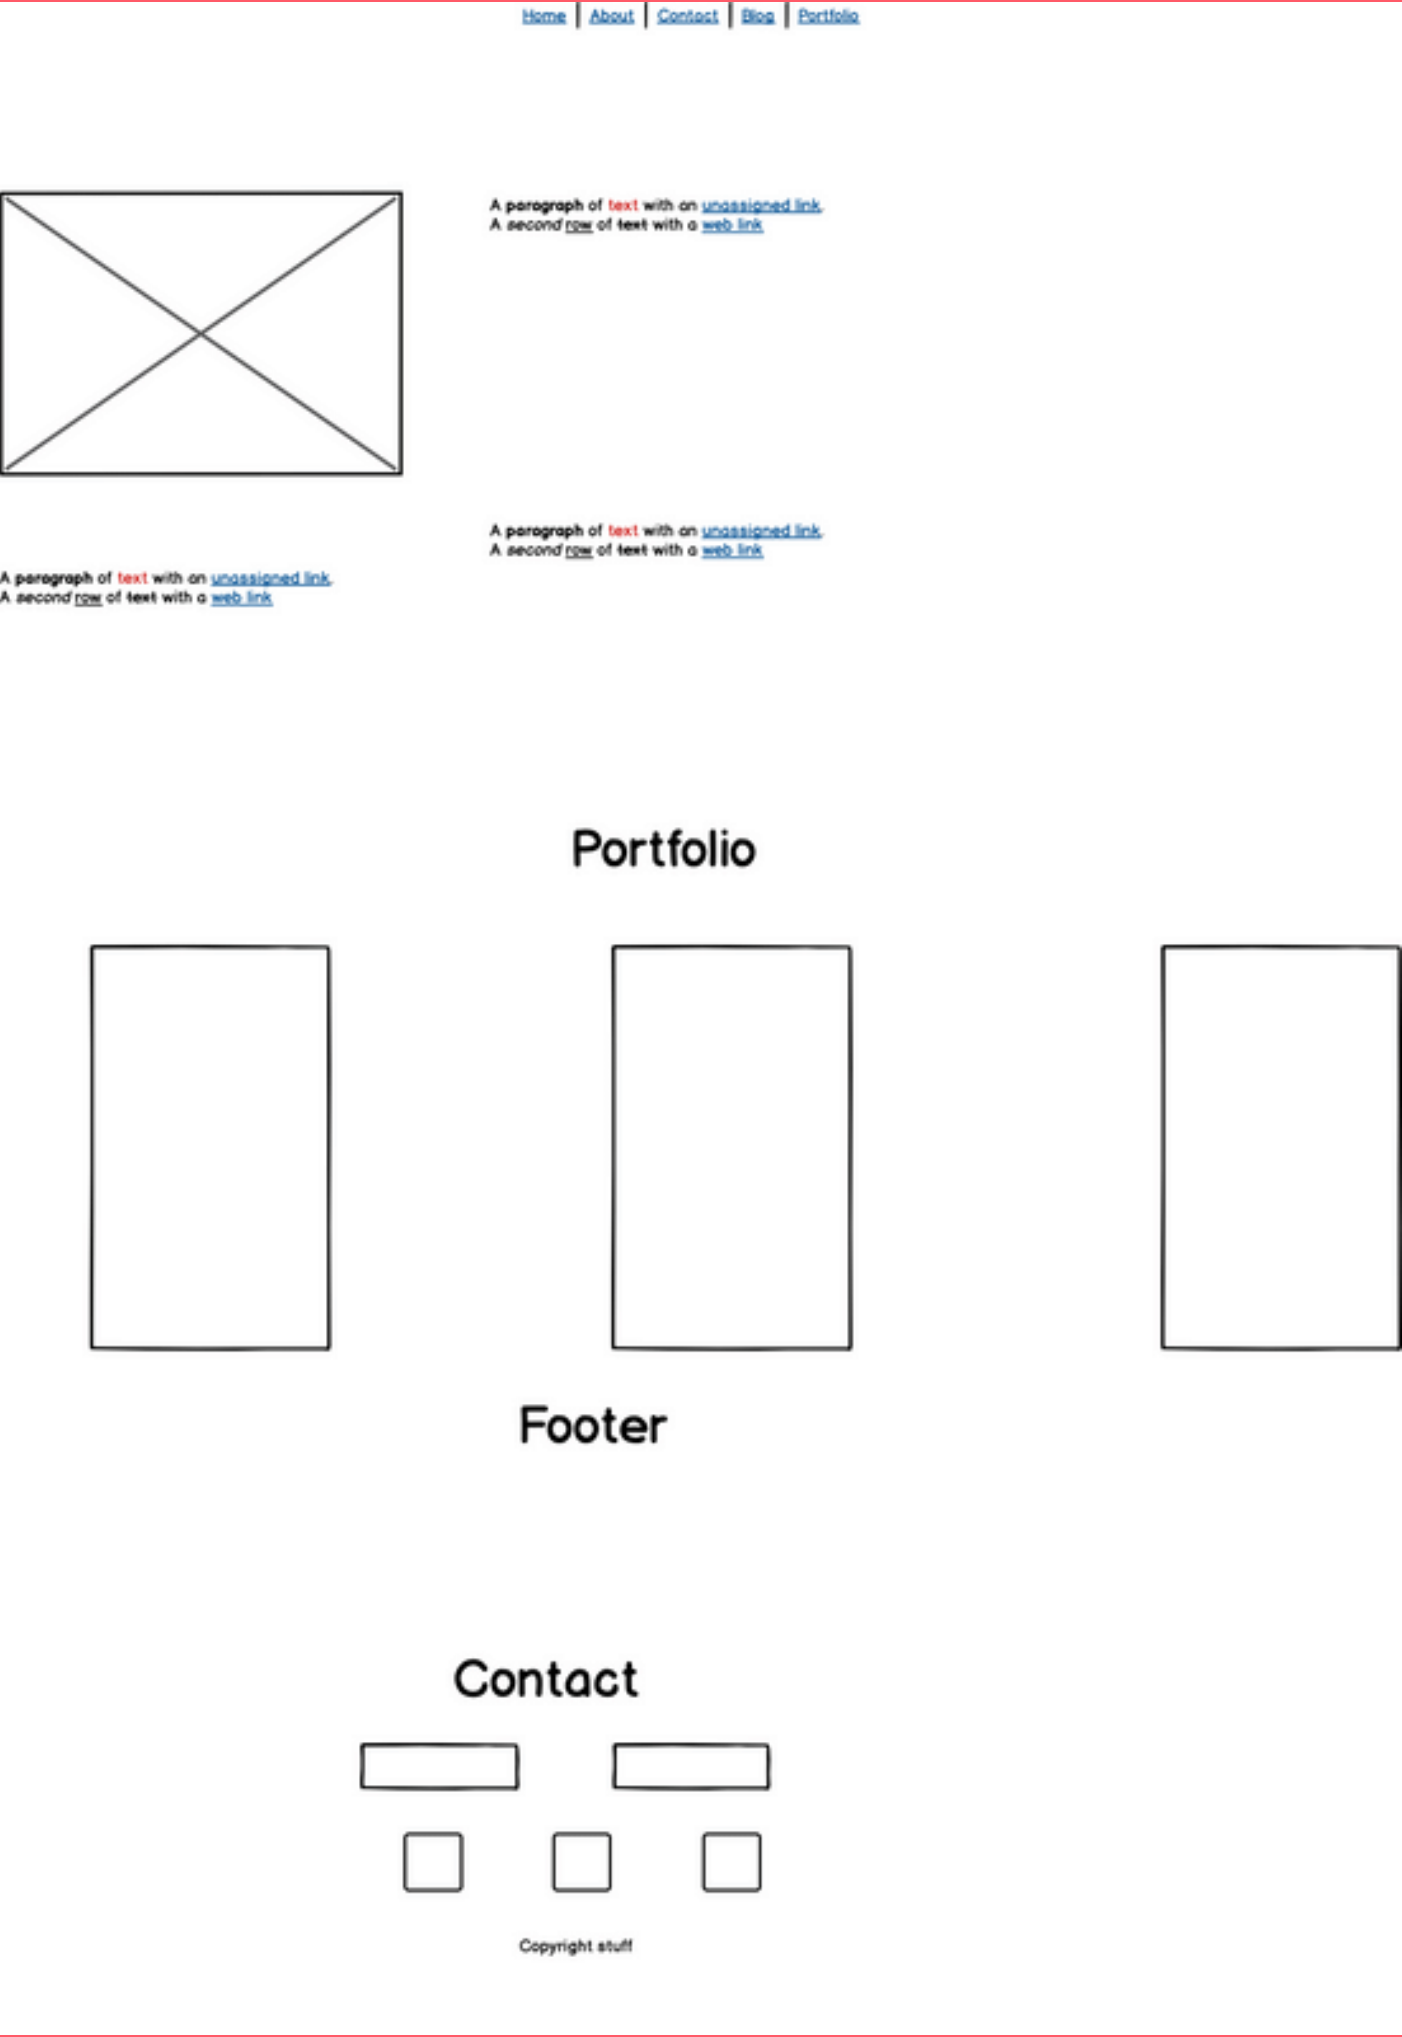 Home | About | Contact | Blog | Portfolio
A paragraph of text with an unassigned link.
A second row of text with a web link
A paragraph of text with an unassigned link.
A second row of text with a web link
A paragraph of text with an unassigned link.
A second row of text with a web link
Portfolio
Footer
Contact
Copyright stuff